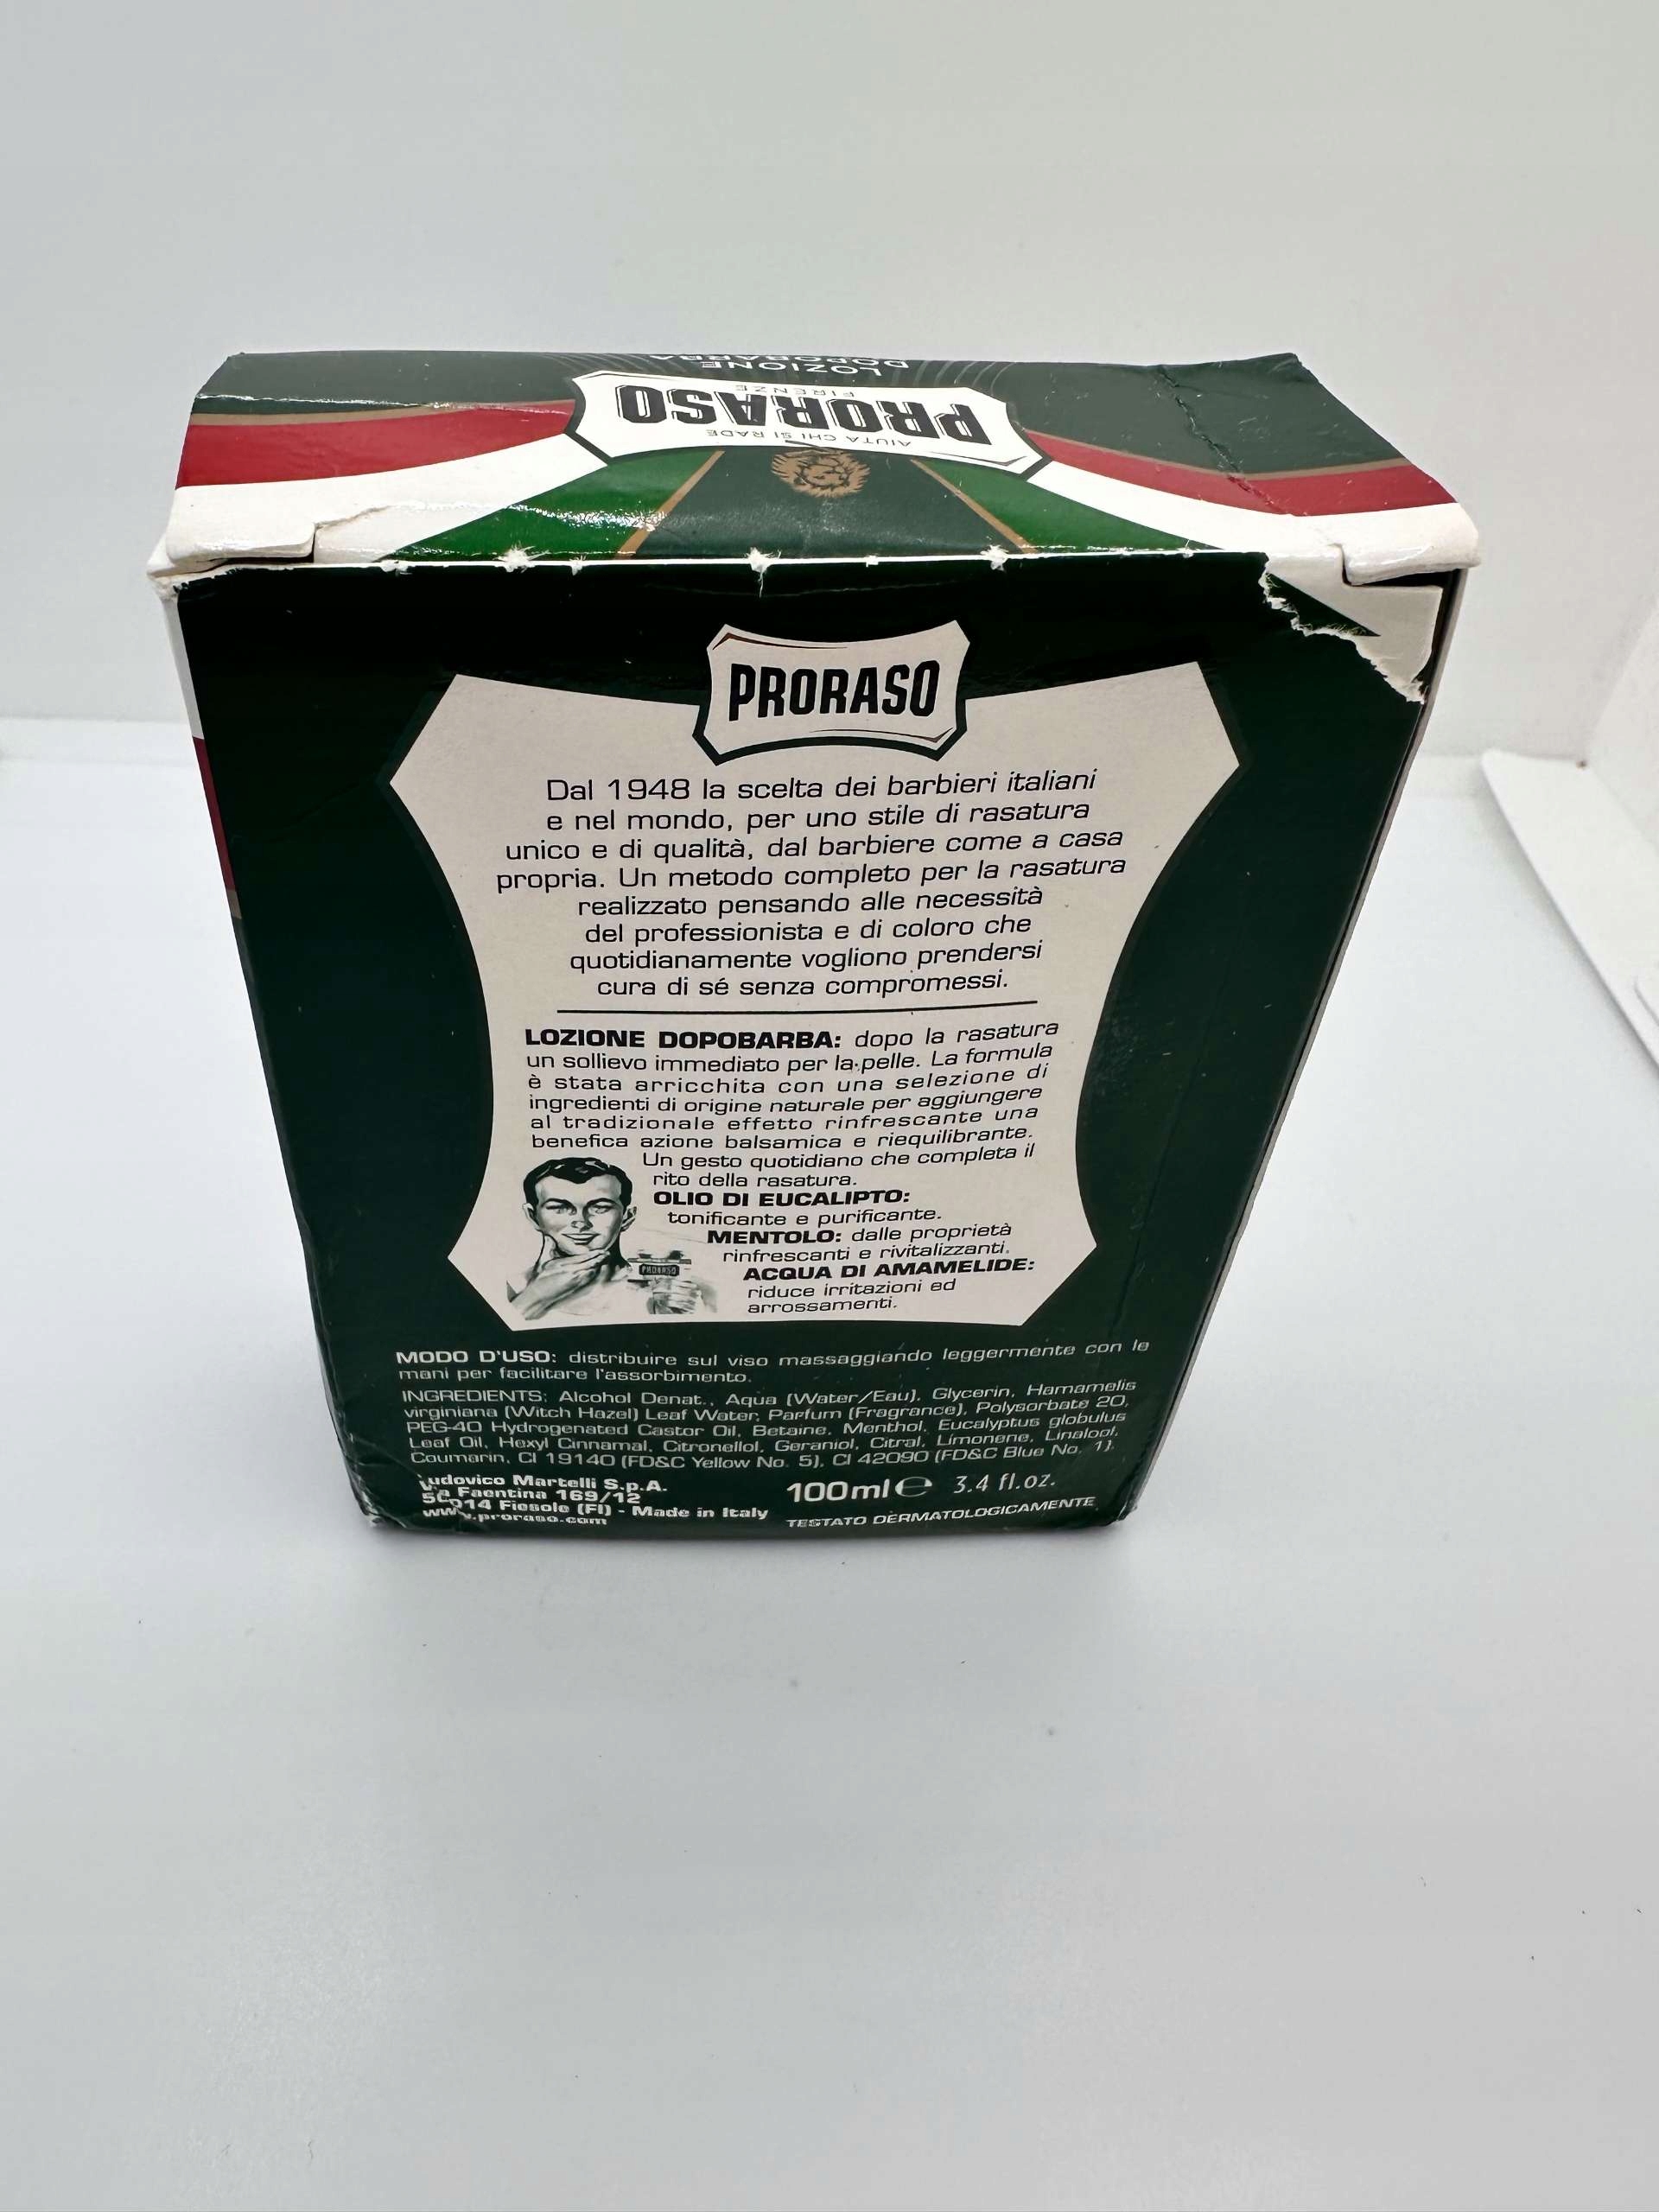 LOZIONE
DOPOBARBA
FIRENZE
PRORASO
AIUTA CHI SI RADE
PRORASO
Dal 1948 la scelta dei barbieri italiani
e nel mondo, per uno stile di rasatura
unico e di qualità, dal barbiere come a casa
propria. Un metodo completo per la rasatura
realizzato pensando alle necessità
del professionista e di coloro che
quotidianamente vogliono prendersi
cura di sé senza compromessi.
LOZIONE DOPOBARBA: dopo la rasatura
un sollievo immediato per la pelle. La formula
è stata arricchita con una selezione di
ingredienti di origine naturale per aggiungere
al tradizionale effetto rinfrescante una
benefica azione balsamica e riequilibrante.
Un gesto quotidiano che completa il
rito della rasatura.
OLIO DI EUCALIPTO:
tonificante e purificante.
MENTOLO: dalle proprietà
rinfrescanti e rivitalizzanti.
PRORASO
ACQUA DI AMAMELIDE:
riduce irritazioni ed
arrossamenti.
MODO D'USO: distribuire sul viso massaggiando leggermente con le
mani per facilitare l'assorbimento.
INGREDIENTS: Alcohol Denat., Aqua (Water/Eau), Glycerin, Hamamelis
virginiana (Witch Hazel) Leaf Water, Parfum (Fragrance), Polysorbate 20,
PEG-40 Hydrogenated Castor Oil, Betaine, Menthol, Eucalyptus globulus
Leaf Oil, Hexyl Cinnamal, Citronellol, Geraniol, Citral, Limonene, Linalool,
Coumarin, CI 19140 (FD&C Yellow No. 5), CI 42090 (FD&C Blue No. 1).
udovico Martelli S.p.A.
Via Faentina 169/12
50014 Fiesole (FI) - Made in Italy
www.proraso.com
100ml e 3.4 fl.oz.
TESTATO DERMATOLOGICAMENTE